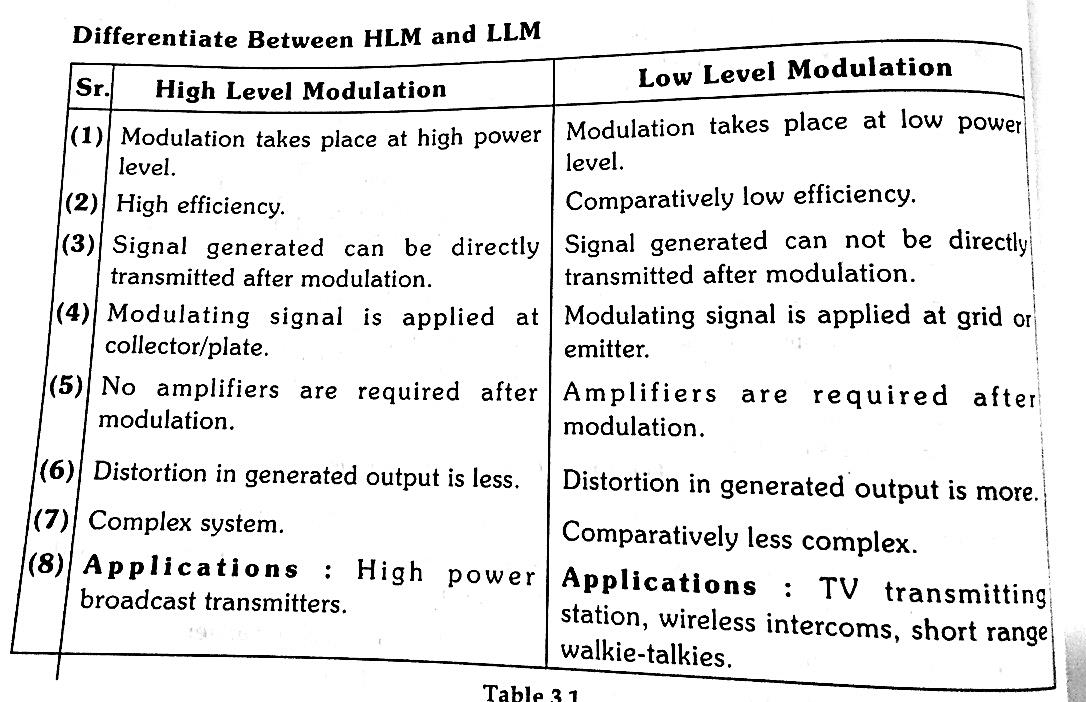 Differentiate Between HLM and LLM
Sr. High Level Modulation Low Level Modulation
(1) Modulation takes place at high power Modulation takes place at low power
level. level.
(2) High efficiency. Comparatively low efficiency.
(3) Signal generated can be directly Signal generated can not be directly
transmitted after modulation. transmitted after modulation.
(4) Modulating signal is applied at Modulating signal is applied at grid or
collector/plate. emitter.
(5) No amplifiers are required after Amplifiers are required after
modulation. modulation.
(6) Distortion in generated output is less. Distortion in generated output is more.
(7) Complex system. Comparatively less complex.
(8) Applications : High power Applications : TV transmitting
broadcast transmitters. station, wireless intercoms, short range
walkie-talkies.
Table 3.1